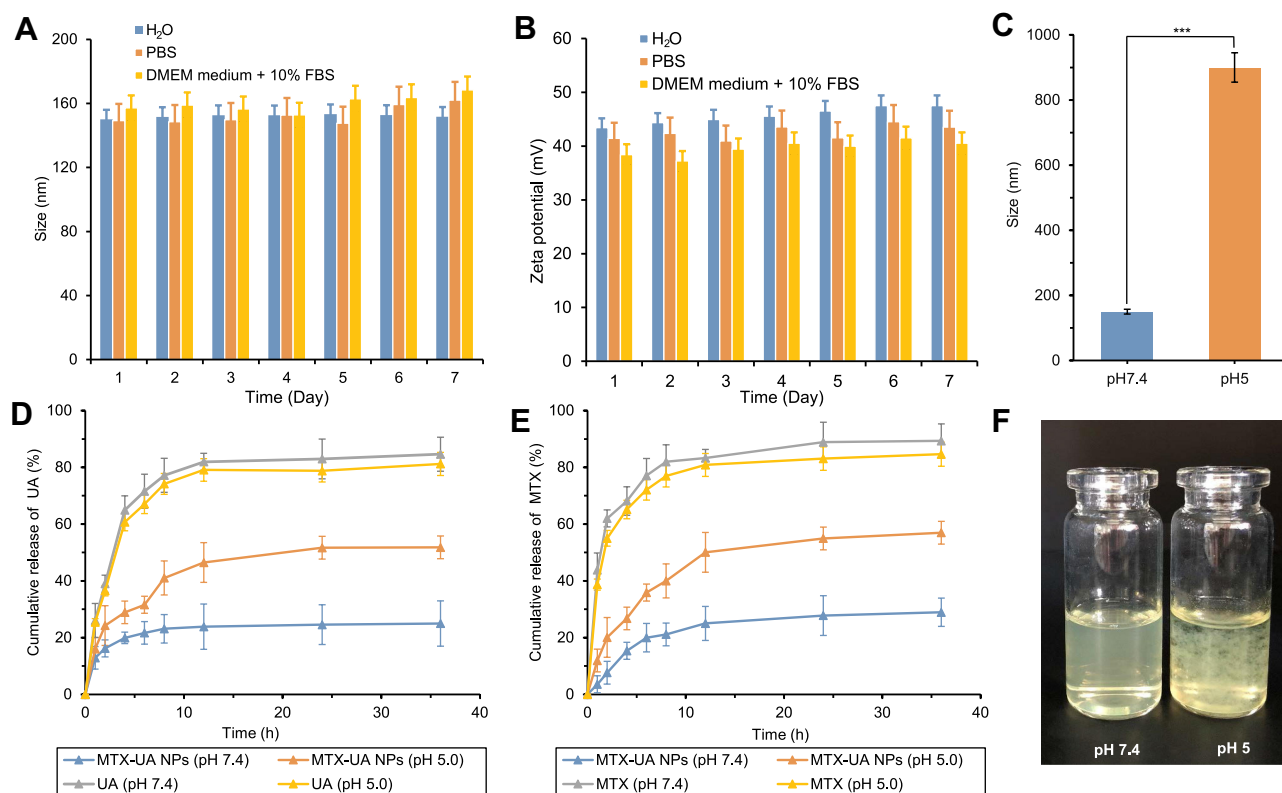 A
H₂O
PBS
DMEM medium + 10% FBS
Size (nm)
200
160
120
80
40
0
1 2 3 4 5 6 7
Time (Day)
B
H₂O
PBS
DMEM medium + 10% FBS
Zeta potential (mV)
60
50
40
30
20
10
0
1 2 3 4 5 6 7
Time (Day)
C
***
Size (nm)
1000
800
600
400
200
0
pH7.4 pH5
D
Cumulative release of UA (%)
100
80
60
40
20
0
0 10 20 30 40
Time (h)
MTX-UA NPs (pH 7.4) MTX-UA NPs (pH 5.0)
UA (pH 7.4) UA (pH 5.0)
E
Cumulative release of MTX (%)
100
80
60
40
20
0
0 10 20 30 40
Time (h)
MTX-UA NPs (pH 7.4) MTX-UA NPs (pH 5.0)
MTX (pH 7.4) MTX (pH 5.0)
F
pH 7.4 pH 5